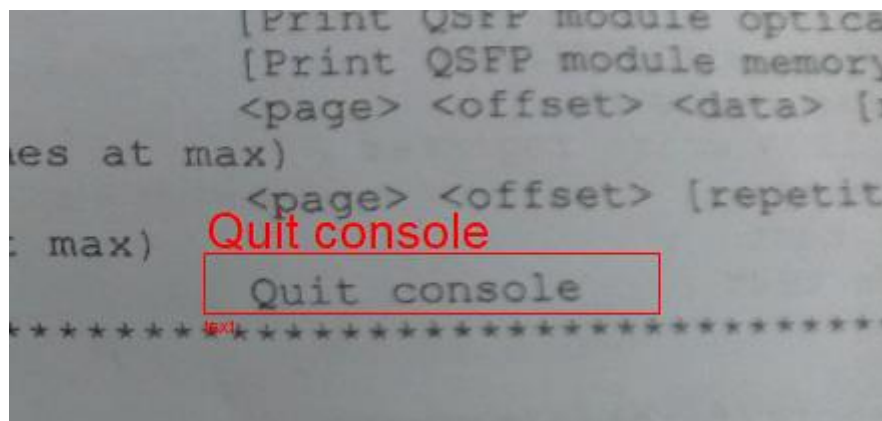 [Print QSFP module optica
[Print QSFP module memory
<page> <offset> <data> [
es at max)
<page> <offset> [repetit
Quit console
max)
Quit console
text
*************************************